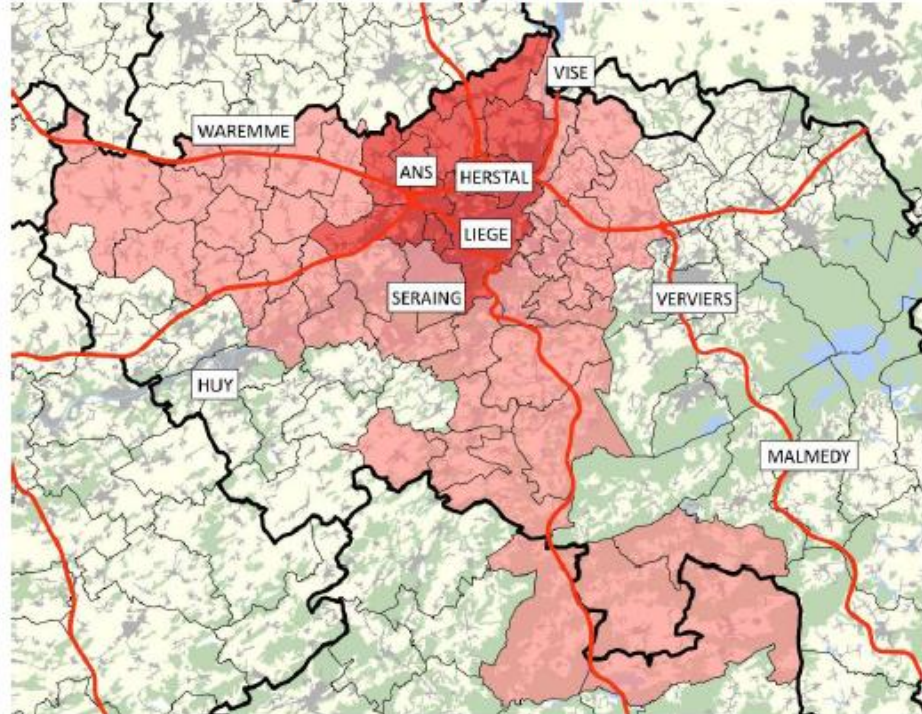 VISE
WAREMME
ANS
HERSTAL
LIEGE
SERAING
VERVIERS
HUY
MALMEDY